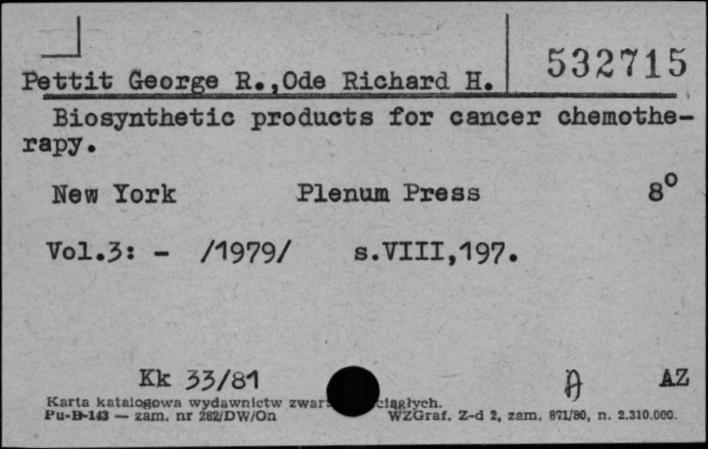 532715
Pettit George R.,Ode Richard H.
Biosynthetic products for cancer chemothe-
rapy.
New York Plenum Press 8°
Vol.3: - /1979/ s.VIII,197.
Kk 33/81 A AZ
Karta katalogowa wydawnictw ciągłych.
Pu-B-143 — zam. nr 282/DW/On WZGraf. Z-d 2, zam. 871/80, n. 2.310.000.